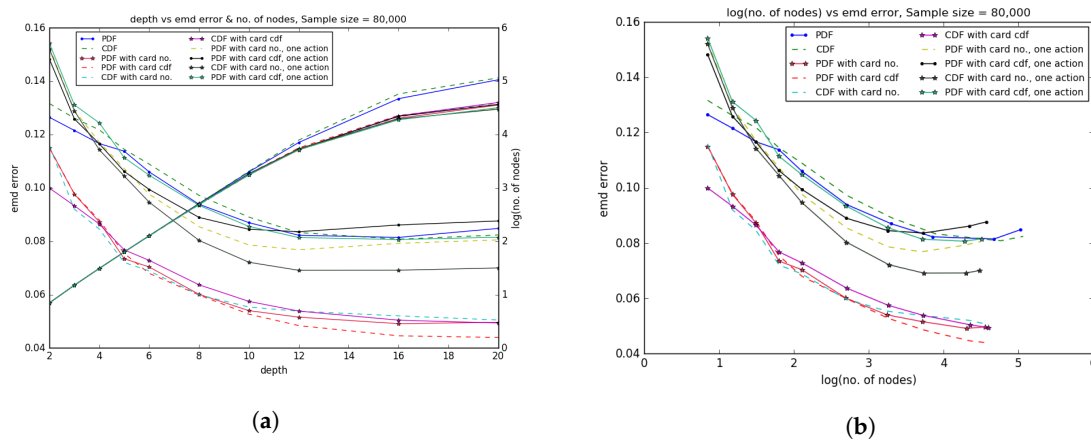 depth vs emd error & no. of nodes, Sample size = 80,000
PDF
CDF
PDF with card no.
PDF with card cdf
CDF with card no.
CDF with card cdf
PDF with card no., one action
PDF with card cdf, one action
CDF with card no., one action
PDF with card cdf, one action
emd error
0.16
0.14
0.12
0.10
0.08
0.06
0.04
6
5
4
3
2
1
0
log(no. of nodes)
2 4 6 8 10 12 14 16 18 20
depth
(a)
log(no. of nodes) vs emd error, Sample size = 80,000
PDF
CDF
PDF with card no.
PDF with card cdf
CDF with card no.
CDF with card cdf
PDF with card no., one action
PDF with card cdf, one action
CDF with card no., one action
PDF with card cdf, one action
emd error
0.16
0.14
0.12
0.10
0.08
0.06
0.04
0 1 2 3 4 5 6
log(no. of nodes)
(b)